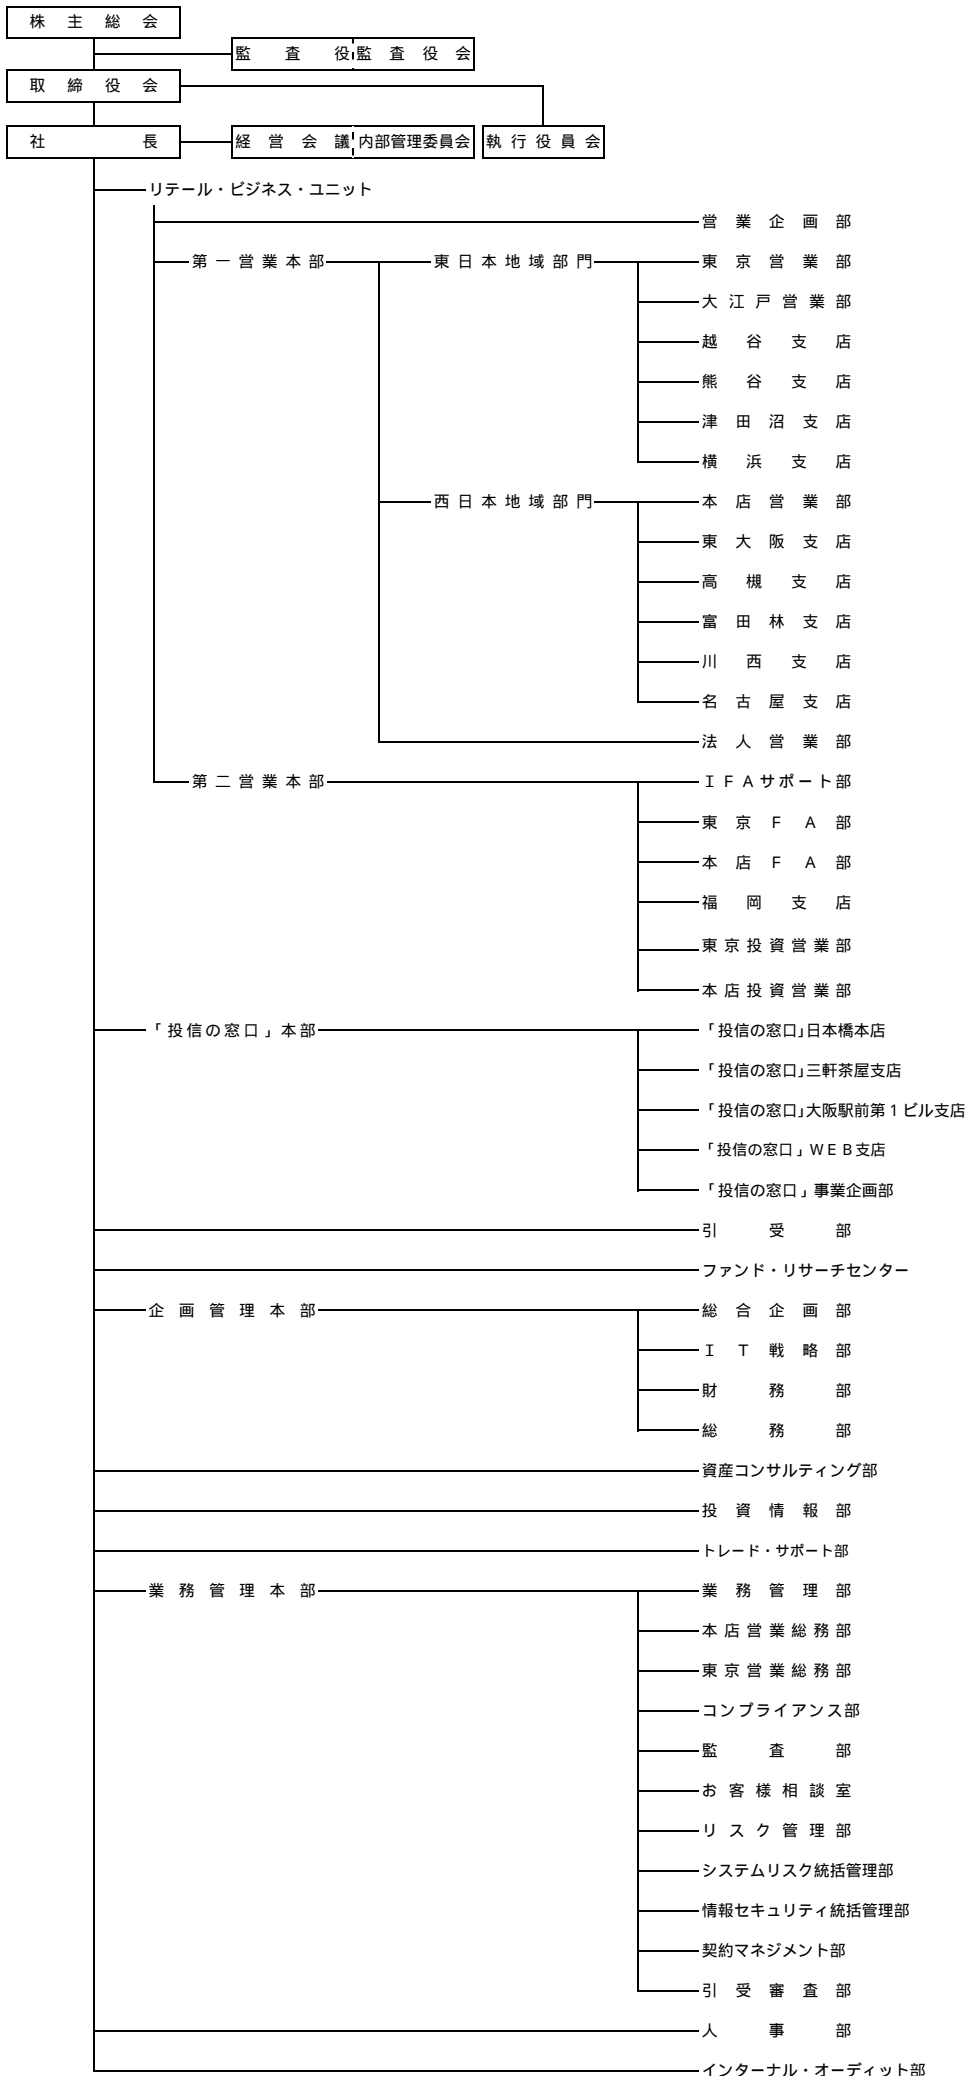 株主総会
監査役 監査役会
取締役会
社長 経営会議 内部管理委員会 執行役員会
リテール・ビジネス・ユニット
営業企画部
第一営業本部 東日本地域部門 東京営業部
大江戸営業部
越谷支店
熊谷支店
津田沼支店
横浜支店
西日本地域部門 本店営業部
東大阪支店
高槻支店
富田林支店
川西支店
名古屋支店
法人営業部
第二営業本部 ＩＦＡサポート部
東京ＦＡ部
本店ＦＡ部
福岡支店
東京投資営業部
本店投資営業部
「投信の窓口」本部 「投信の窓口」日本橋本店
「投信の窓口」三軒茶屋支店
「投信の窓口」大阪駅前第１ビル支店
「投信の窓口」ＷＥＢ支店
「投信の窓口」事業企画部
引受部
ファンド・リサーチセンター
企画管理本部 総合企画部
ＩＴ戦略部
財務部
総務部
資産コンサルティング部
投資情報部
トレード・サポート部
業務管理本部 業務管理部
本店営業総務部
東京営業総務部
コンプライアンス部
監査部
お客様相談室
リスク管理部
システムリスク統括管理部
情報セキュリティ統括管理部
契約マネジメント部
引受審査部
人事部
インターナル・オーディット部